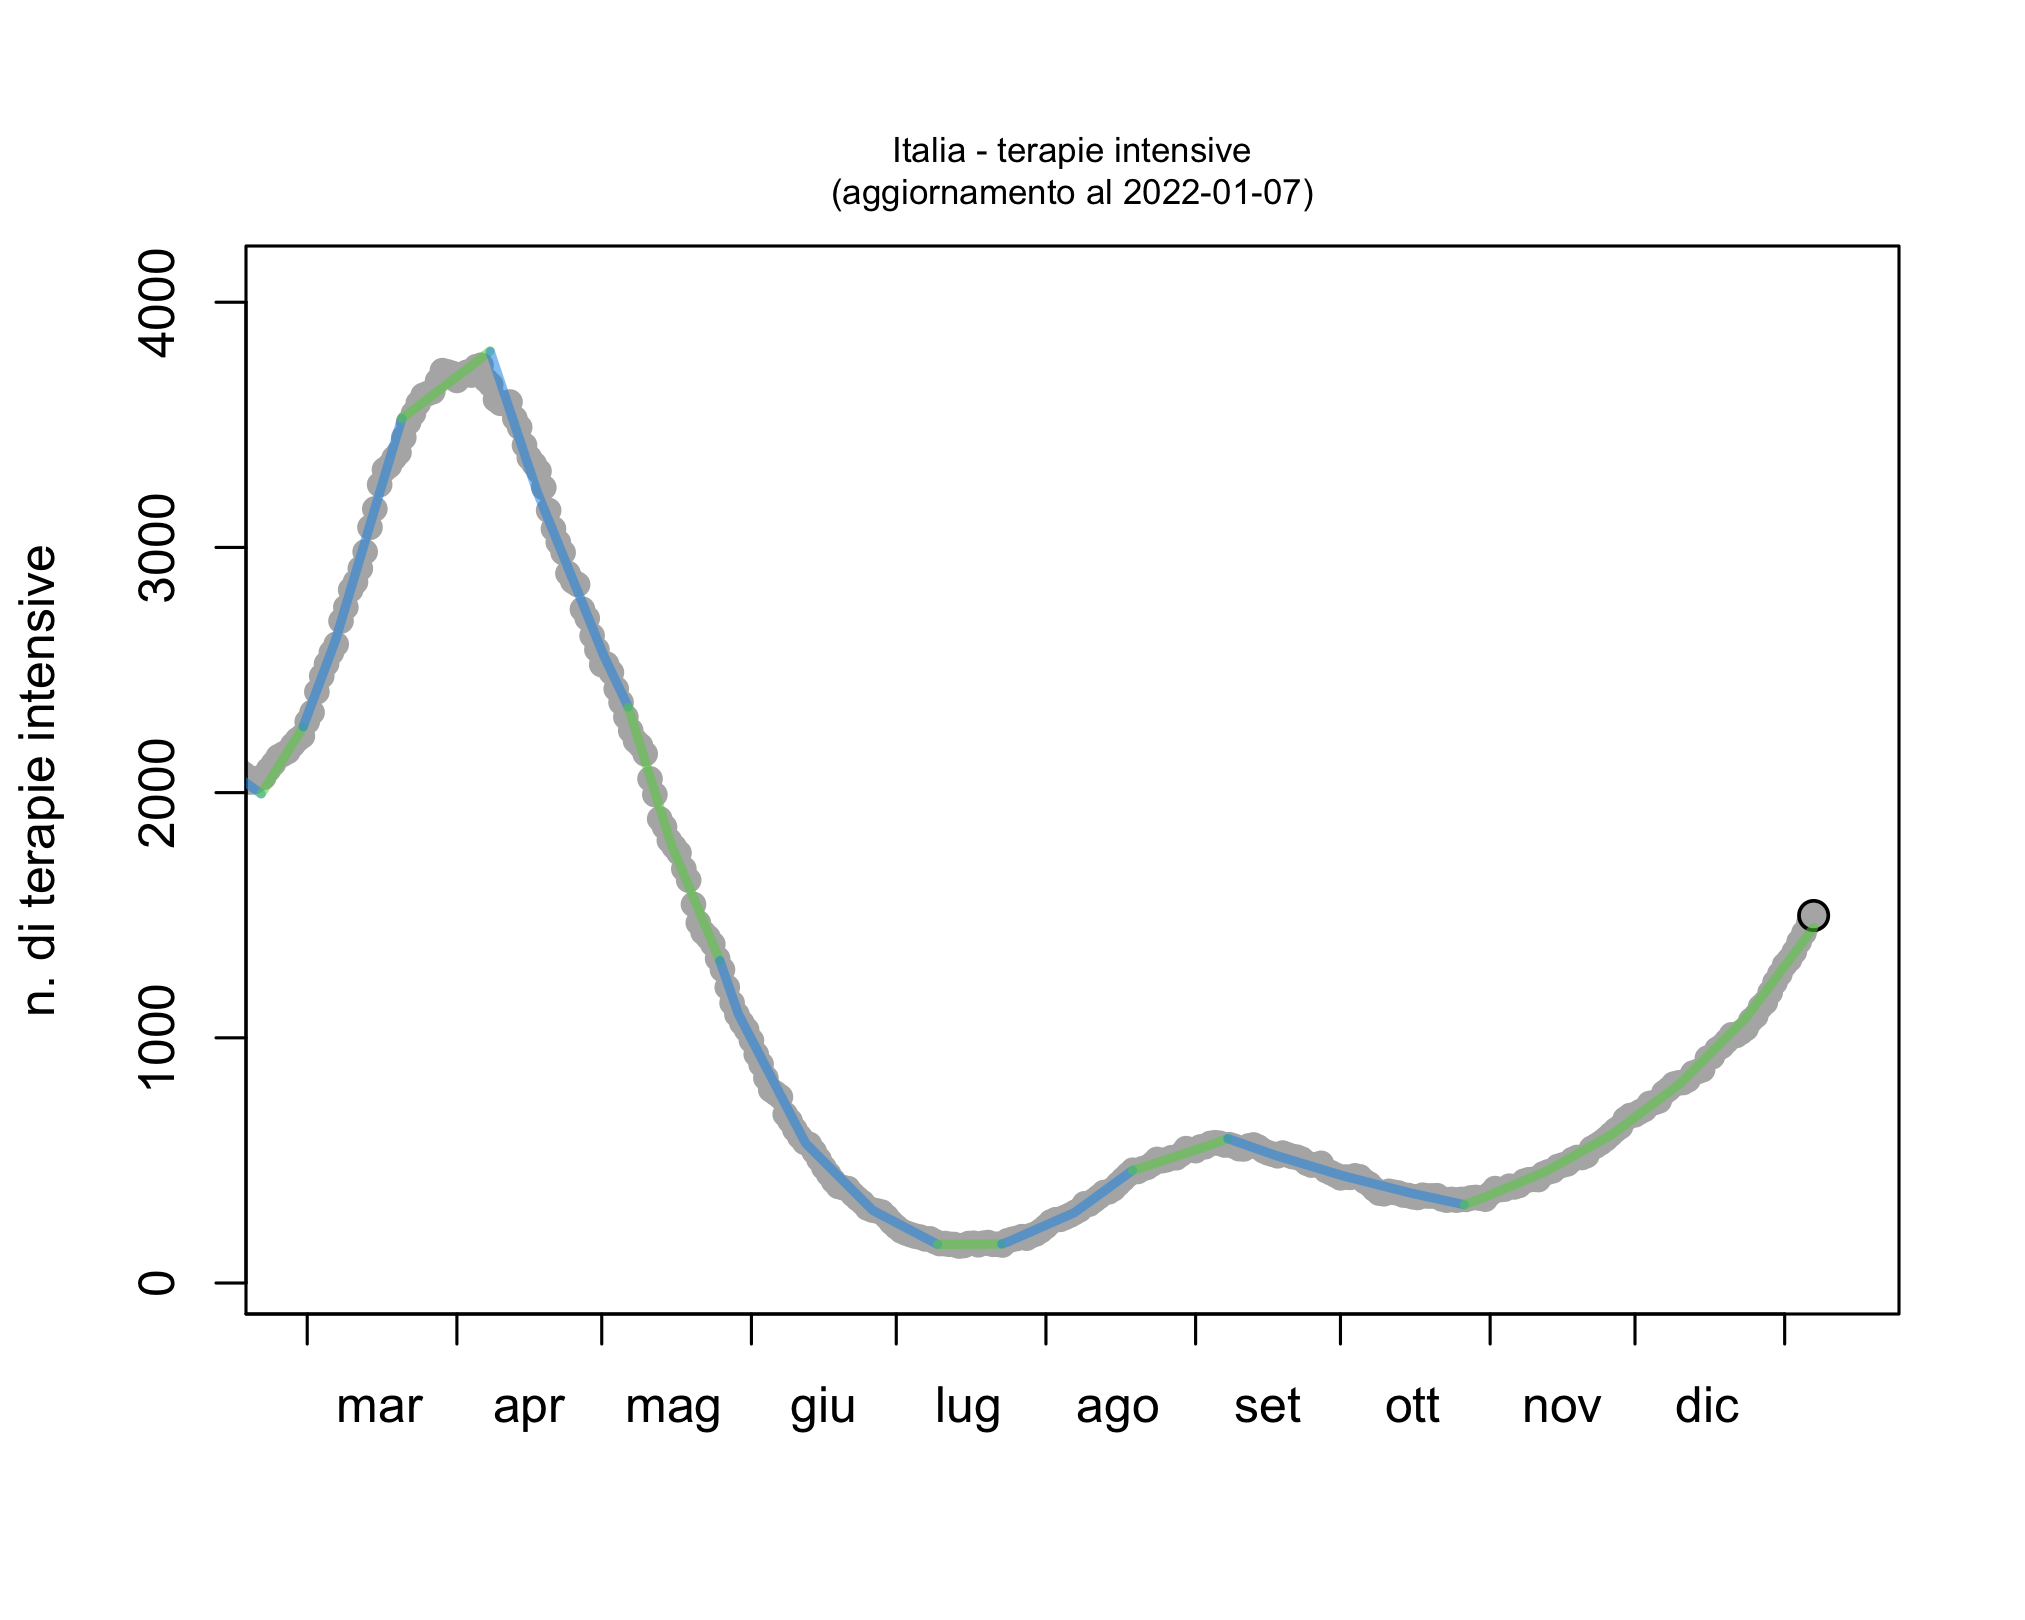 Italia - terapie intensive
(aggiornamento al 2022-01-07)
n. di terapie intensive
4000
3000
2000
1000
0
mar apr mag giu lug ago set ott nov dic